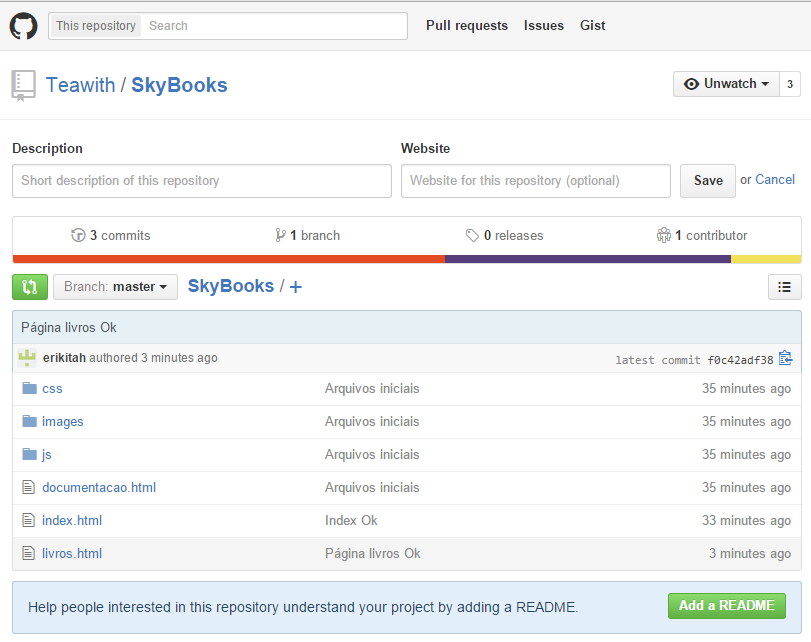 This repository Search Pull requests Issues Gist
Teawith / SkyBooks Unwatch 3
Description Website
Short description of this repository Website for this repository (optional) Save or Cancel
3 commits 1 branch 0 releases 1 contributor
Branch: master SkyBooks / +
Página livros Ok
erikitah authored 3 minutes ago latest commit f0c42adf38
css Arquivos iniciais 35 minutes ago
images Arquivos iniciais 35 minutes ago
js Arquivos iniciais 35 minutes ago
documentacao.html Arquivos iniciais 35 minutes ago
index.html Index Ok 33 minutes ago
livros.html Página livros Ok 3 minutes ago
Help people interested in this repository understand your project by adding a README. Add a README